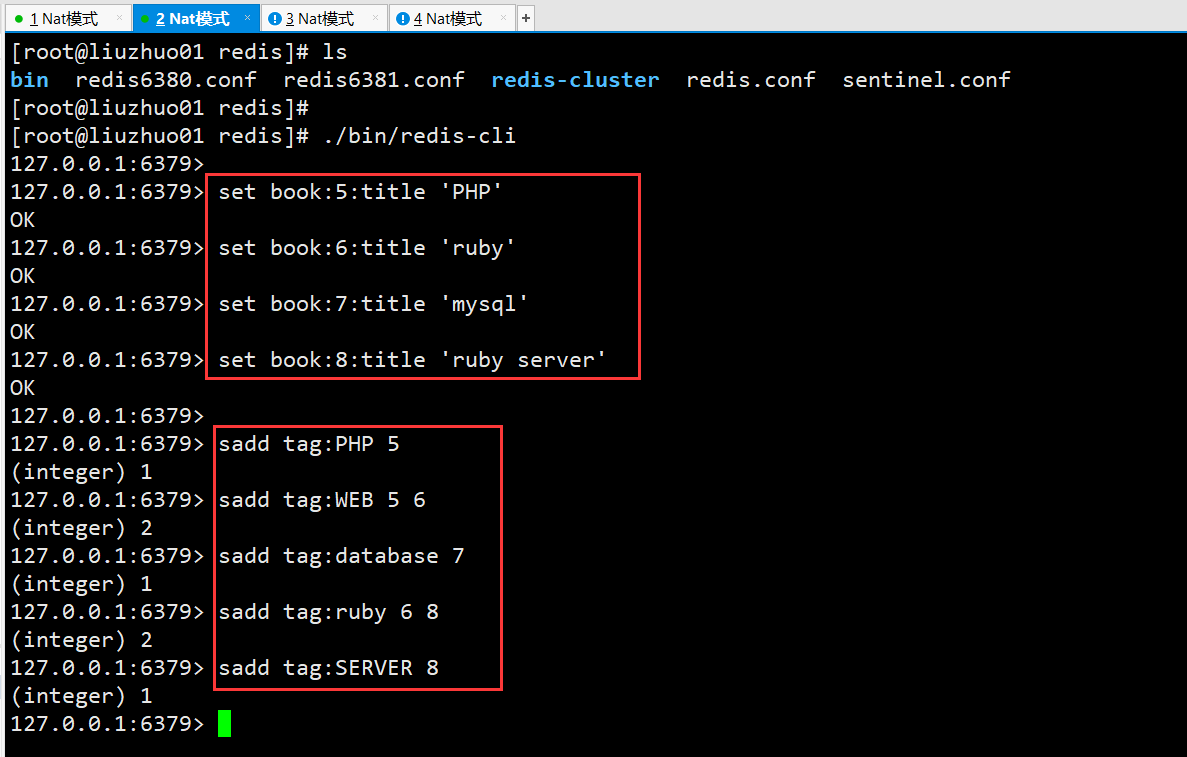 1 Nat模式 × 2 Nat模式 × 3 Nat模式 × 4 Nat模式 × +
[root@liuzhuo01 redis]# ls
bin  redis6380.conf  redis6381.conf  redis-cluster  redis.conf  sentinel.conf
[root@liuzhuo01 redis]#
[root@liuzhuo01 redis]# ./bin/redis-cli
127.0.0.1:6379>
127.0.0.1:6379> set book:5:title 'PHP'
OK
127.0.0.1:6379> set book:6:title 'ruby'
OK
127.0.0.1:6379> set book:7:title 'mysql'
OK
127.0.0.1:6379> set book:8:title 'ruby server'
OK
127.0.0.1:6379>
127.0.0.1:6379> sadd tag:PHP 5
(integer) 1
127.0.0.1:6379> sadd tag:WEB 5 6
(integer) 2
127.0.0.1:6379> sadd tag:database 7
(integer) 1
127.0.0.1:6379> sadd tag:ruby 6 8
(integer) 2
127.0.0.1:6379> sadd tag:SERVER 8
(integer) 1
127.0.0.1:6379>